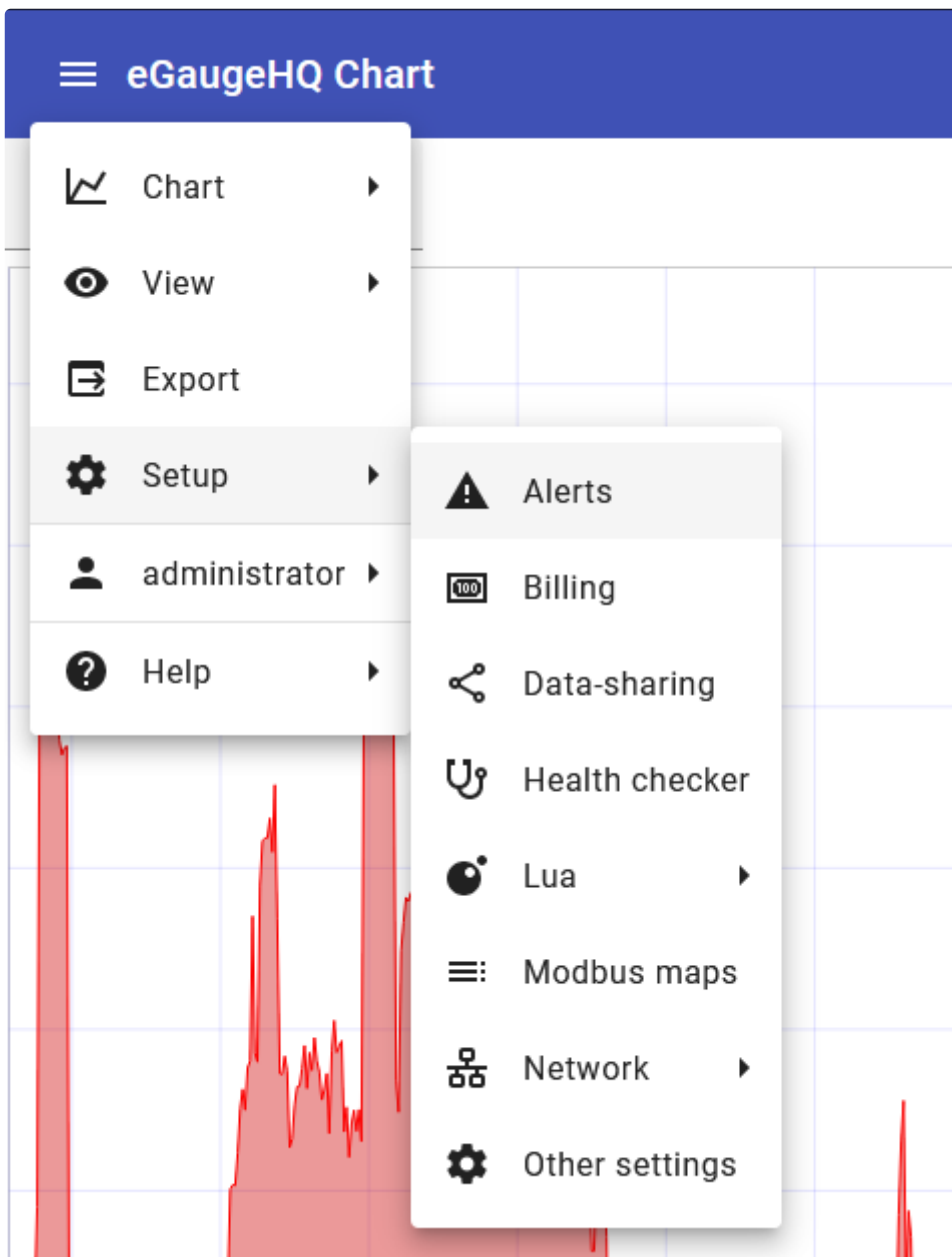 eGaugeHQ Chart
Chart
View
Export
Setup
administrator
Help
Alerts
Billing
100
Data-sharing
Health checker
Lua
Modbus maps
Network
Other settings